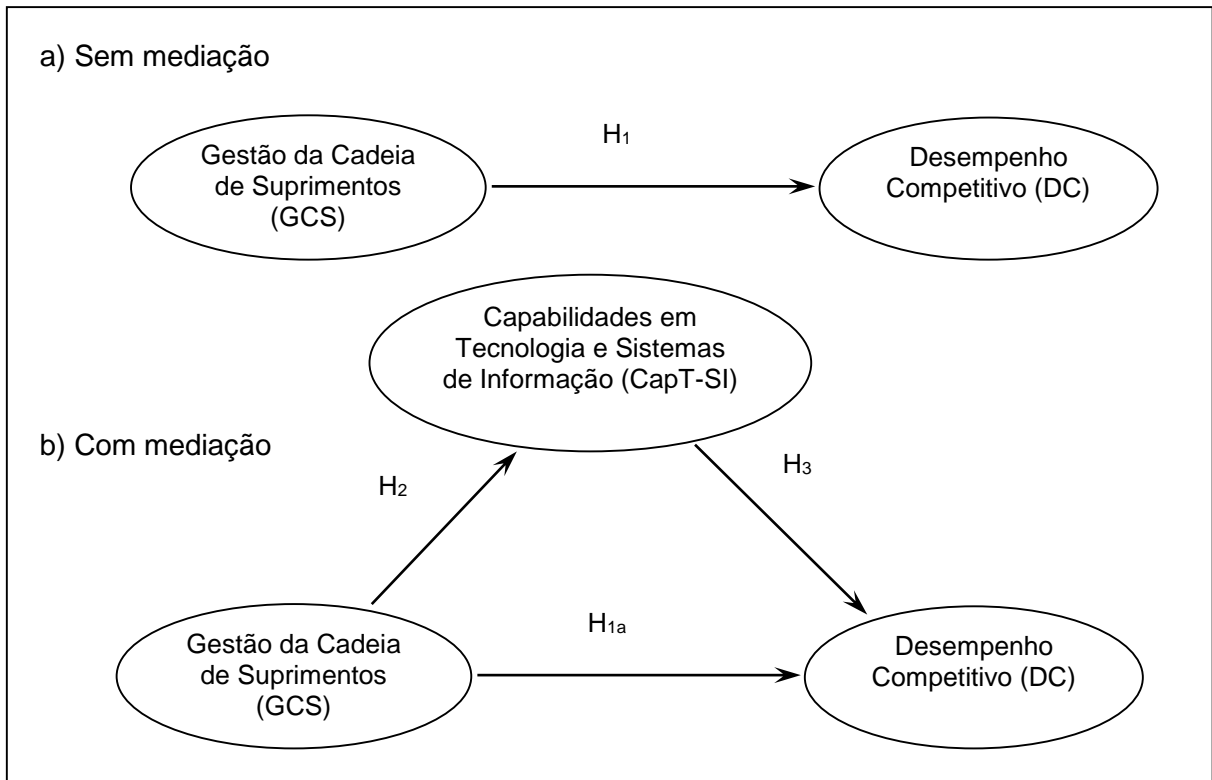 a) Sem mediação
H1
Gestão da Cadeia
de Suprimentos
(GCS)
Desempenho
Competitivo (DC)
Capabilidades em
Tecnologia e Sistemas
de Informação (CapT-SI)
b) Com mediação
H2
H3
H1a
Gestão da Cadeia
de Suprimentos
(GCS)
Desempenho
Competitivo (DC)